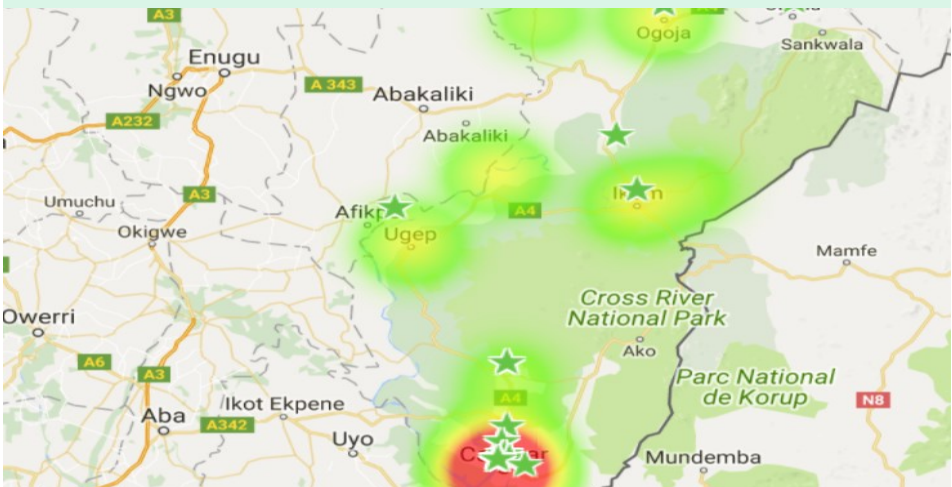 A3
Ogoja
Sankwala
Enugu
Ngwo
A 343
Abakaliki
A232
Abakaliki
A3
Umuchu
A4
Okigwe
Ugep
Mamfe
Cross River
National Park
Owerri
Ako
A6
A3
Parc National
de Korup
A4
N8
Ikot Ekpene
Aba
A342
Uyo
Mundemba